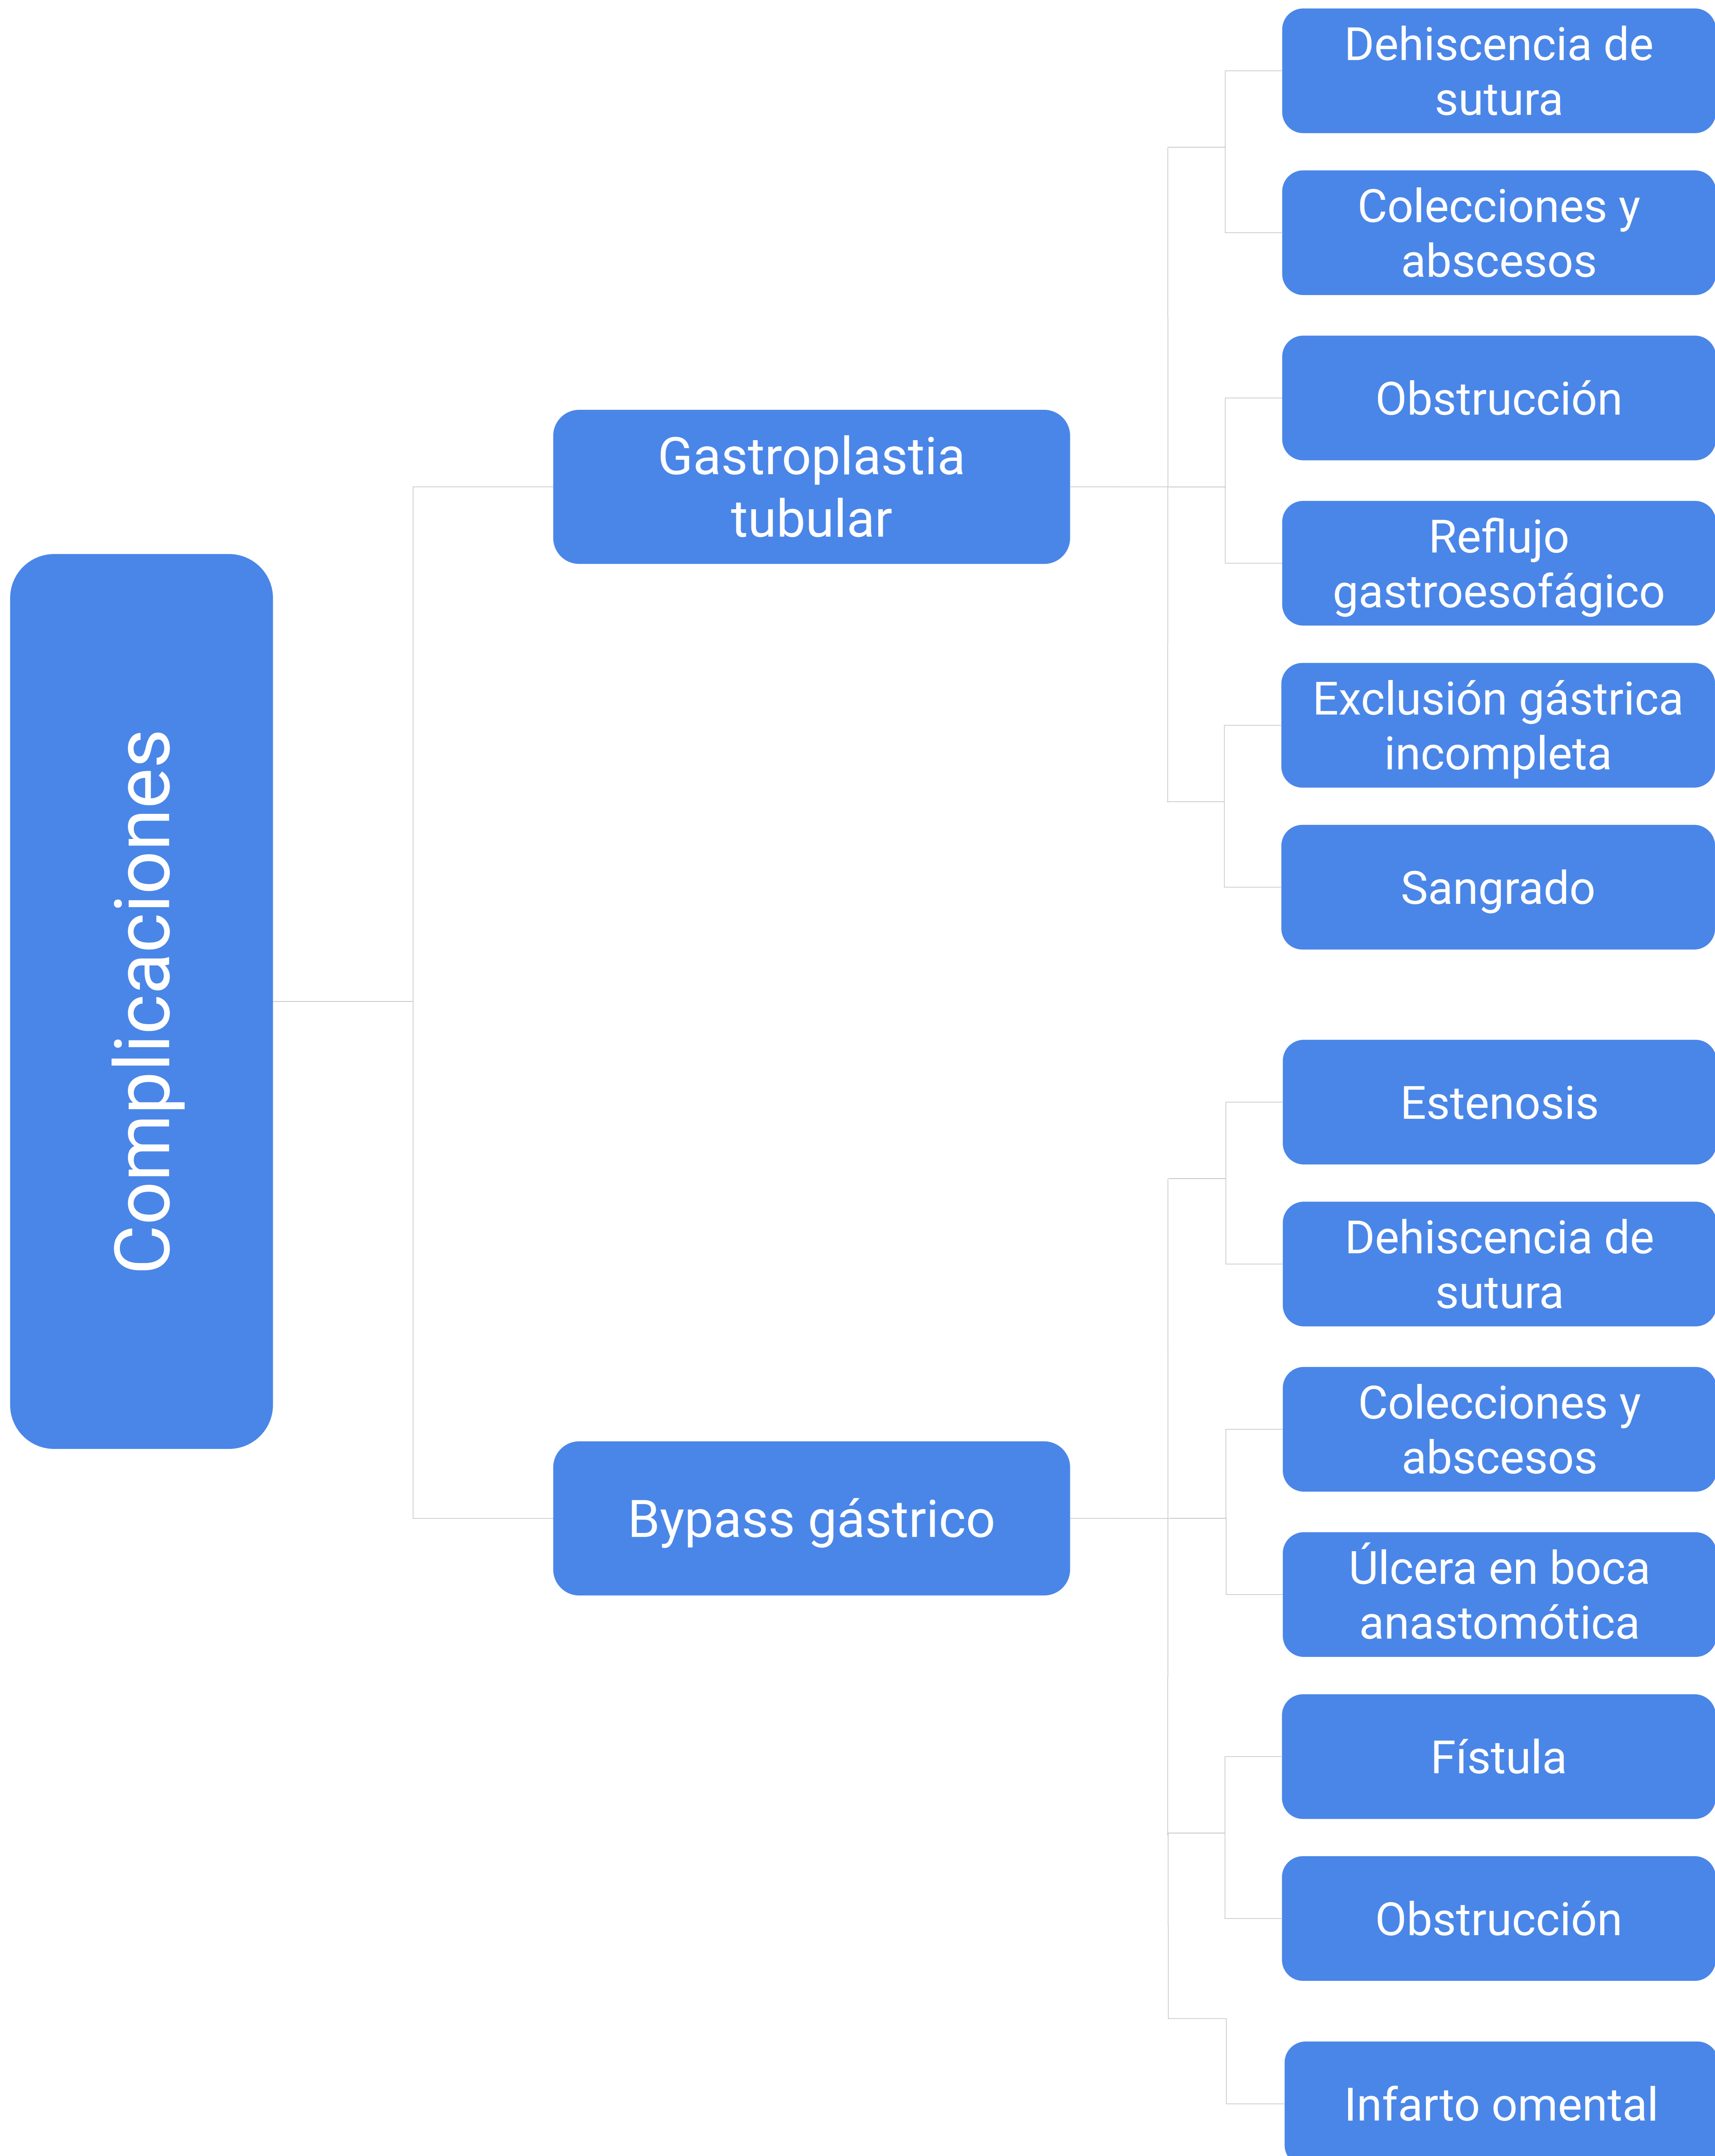 Complicaciones
Gastroplastia
tubular
Dehiscencia de
sutura
Colecciones y
abscesos
Obstrucción
Reflujo
gastroesofágico
Exclusión gástrica
incompleta
Sangrado
Bypass gástrico
Estenosis
Dehiscencia de
sutura
Colecciones y
abscesos
Úlcera en boca
anastomótica
Fístula
Obstrucción
Infarto omental